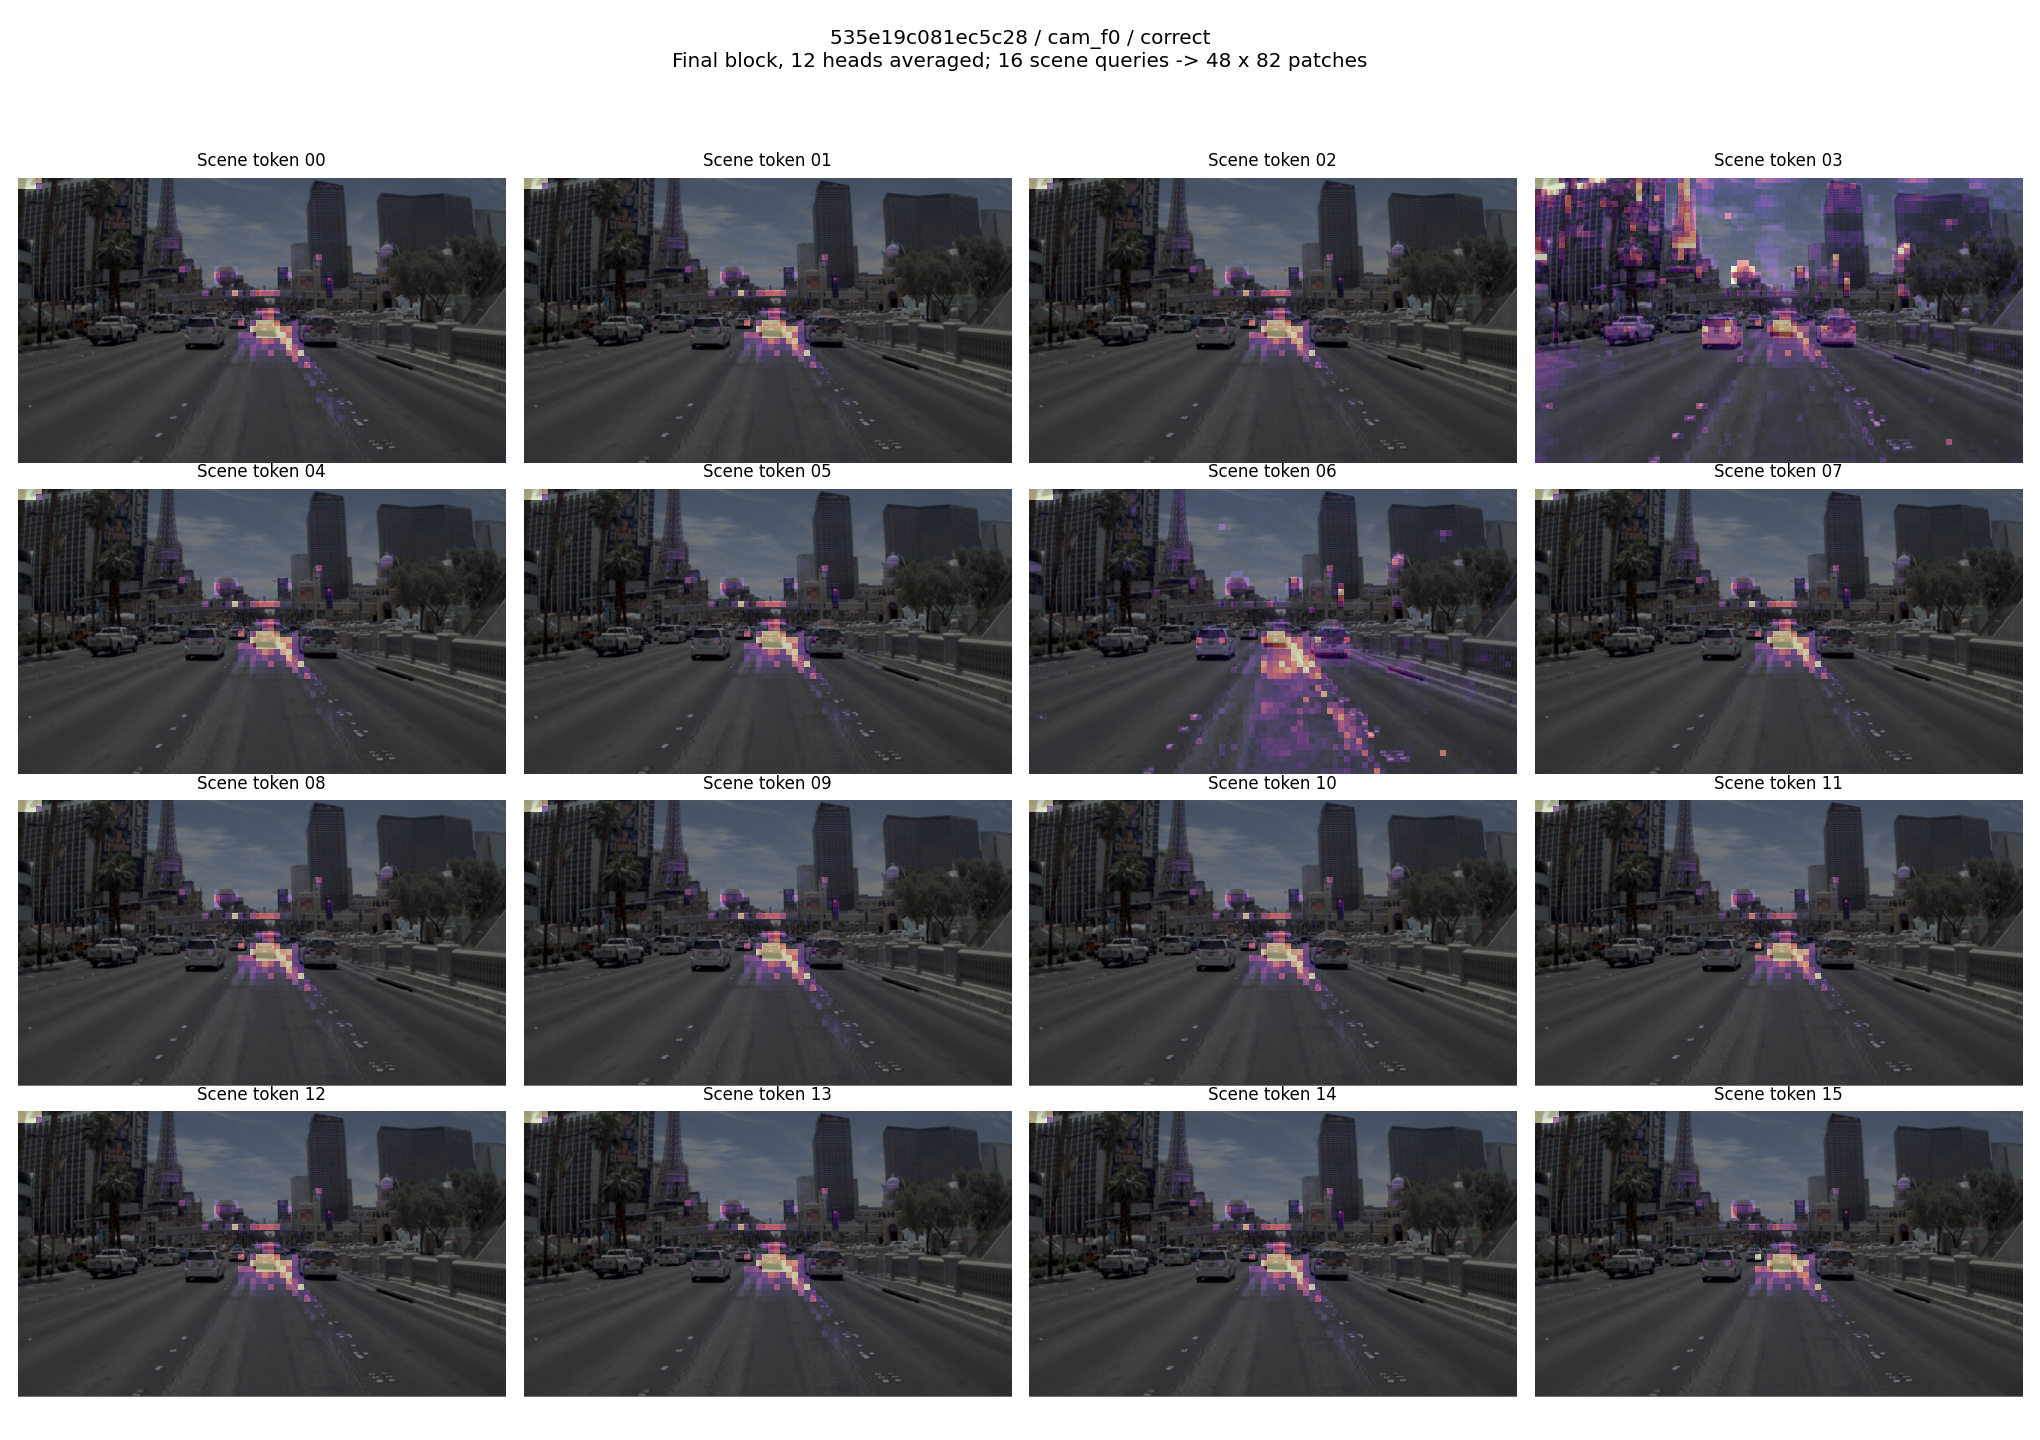 535e19c081ec5c28 / cam_f0 / correct
Final block, 12 heads averaged; 16 scene queries -> 48 x 82 patches
Scene token 00
Scene token 01
Scene token 02
Scene token 03
Scene token 04
Scene token 05
Scene token 06
Scene token 07
Scene token 08
Scene token 09
Scene token 10
Scene token 11
Scene token 12
Scene token 13
Scene token 14
Scene token 15